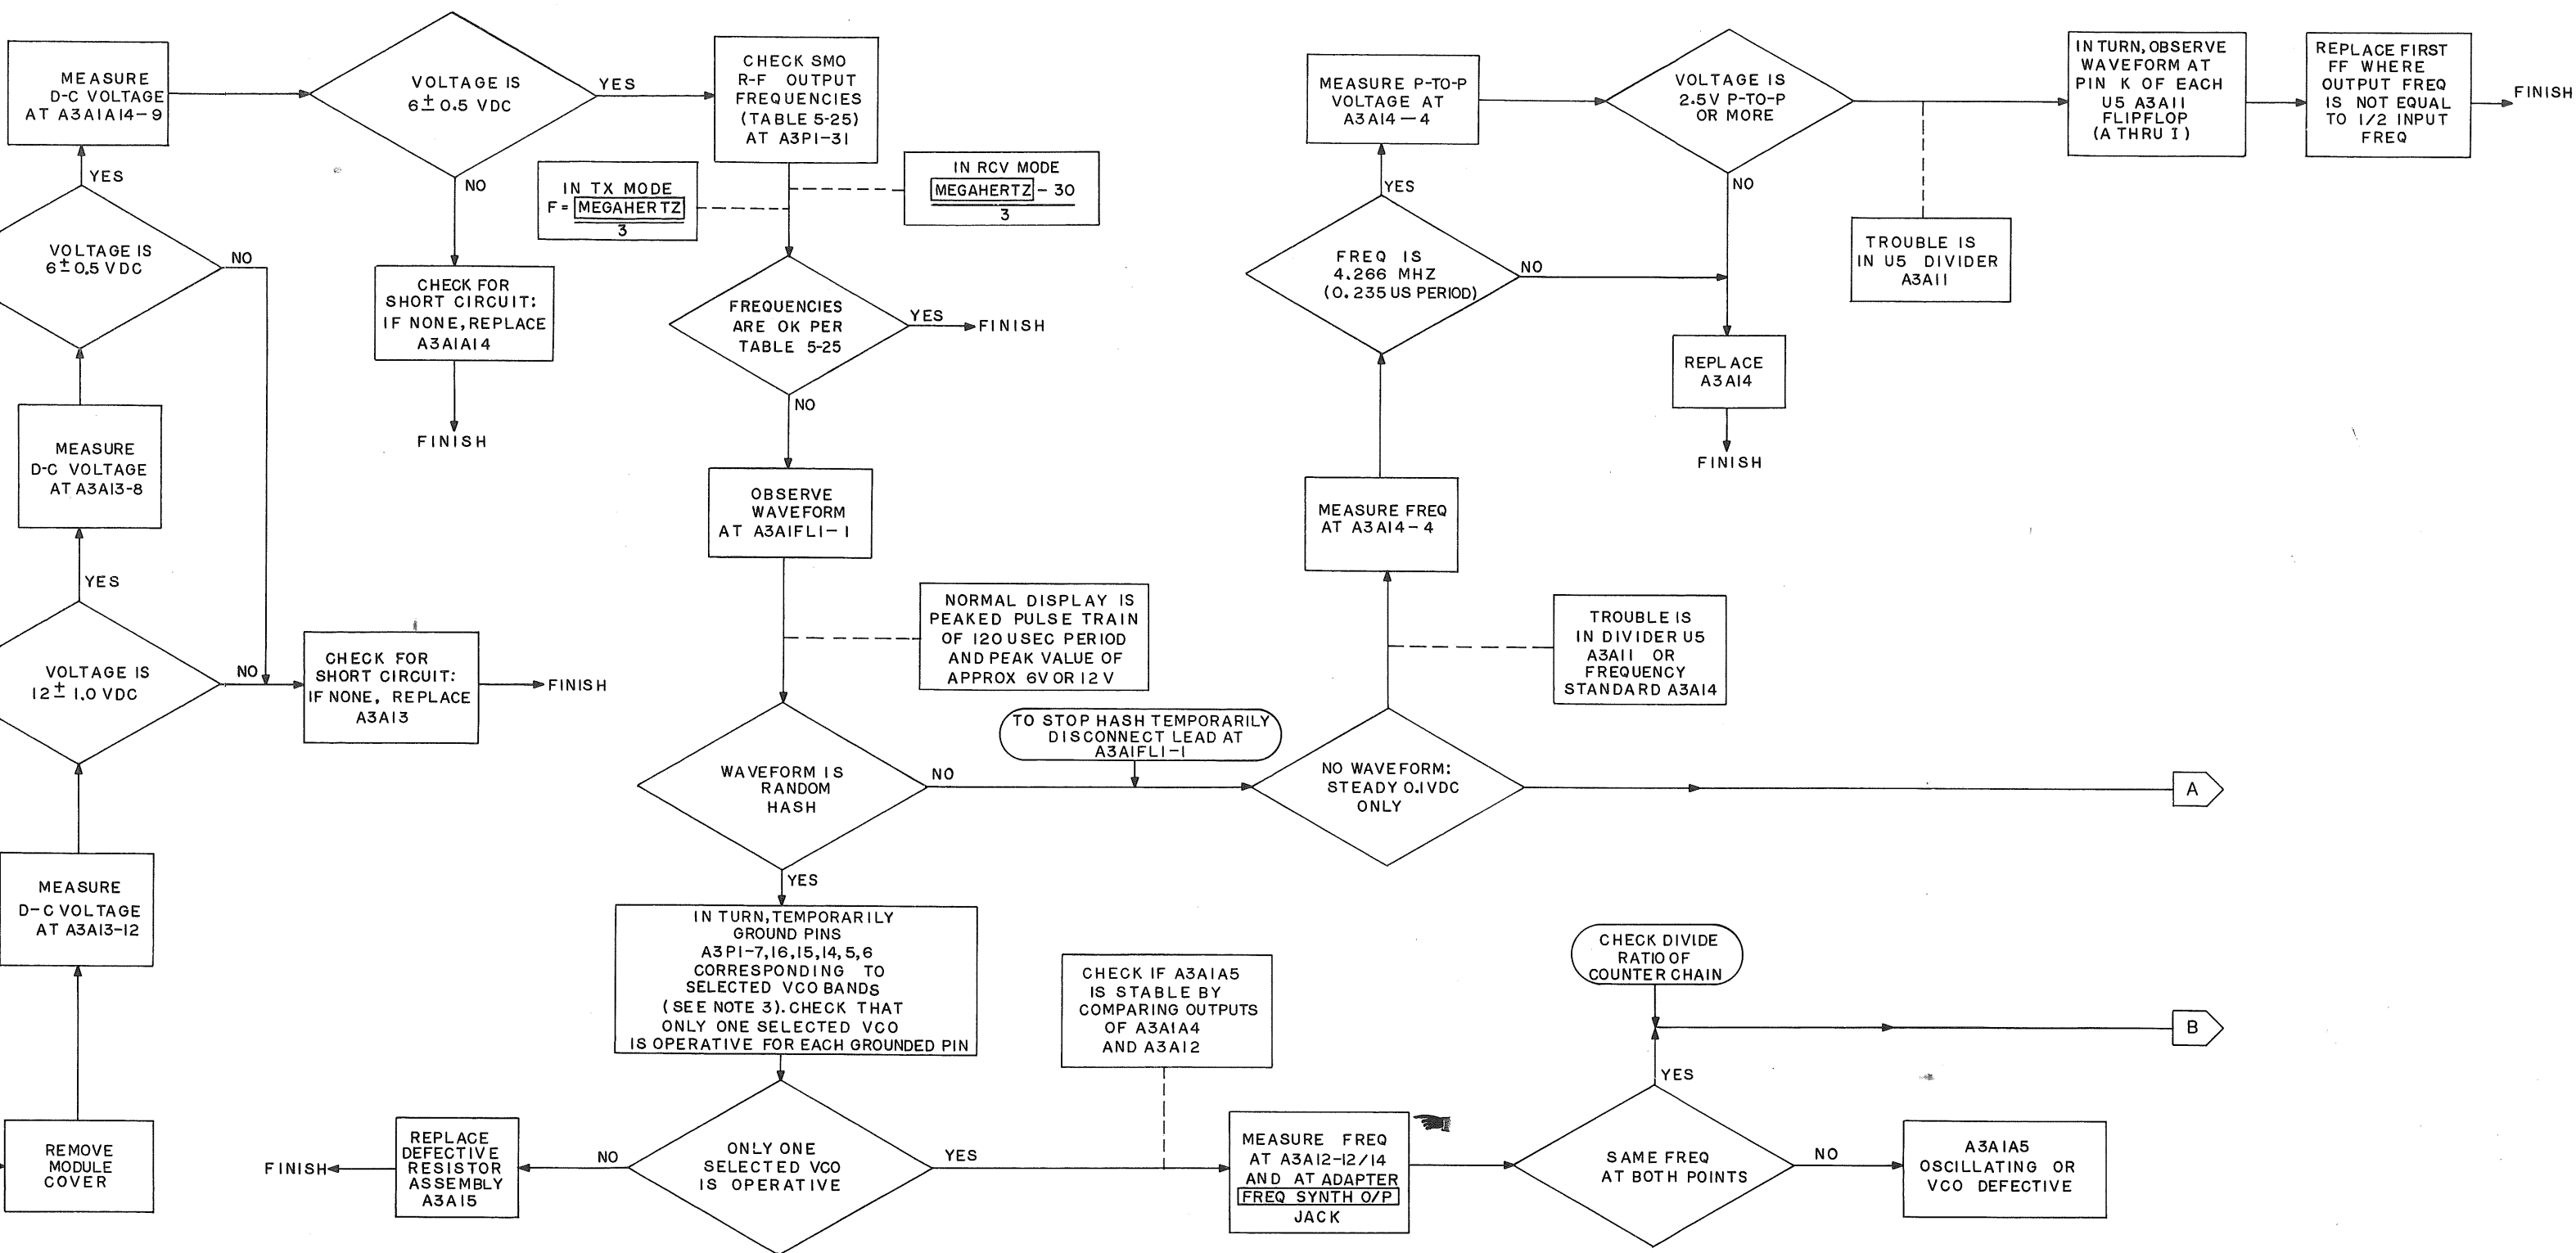 MEASURE
D-C VOLTAGE
AT A3A1A14-9
VOLTAGE IS
6 ± 0.5 VDC
YES
NO
CHECK SMO
R-F OUTPUT
FREQUENCIES
(TABLE 5-25)
AT A3P1-31
IN TX MODE
F = MEGAHERTZ
3
IN RCV MODE
MEGAHERTZ - 30
3
YES
VOLTAGE IS
6 ± 0.5 VDC
NO
CHECK FOR
SHORT CIRCUIT:
IF NONE, REPLACE
A3A1A14
FINISH
FREQUENCIES
ARE OK PER
TABLE 5-25
YES
FINISH
NO
MEASURE
D-C VOLTAGE
AT A3A13-8
YES
OBSERVE
WAVEFORM
AT A3A1FL1-1
NORMAL DISPLAY IS
PEAKED PULSE TRAIN
OF 120 USEC PERIOD
AND PEAK VALUE OF
APPROX 6V OR 12V
VOLTAGE IS
12 ± 1.0 VDC
NO
CHECK FOR
SHORT CIRCUIT:
IF NONE, REPLACE
A3A13
FINISH
TO STOP HASH TEMPORARILY
DISCONNECT LEAD AT
A3A1FL1-1
WAVEFORM IS
RANDOM
HASH
NO
YES
MEASURE
D-C VOLTAGE
AT A3A13-12
REMOVE
MODULE
COVER
IN TURN, TEMPORARILY
GROUND PINS
A3P1-7,16,15,14,5,6
CORRESPONDING TO
SELECTED VCO BANDS
(SEE NOTE 3). CHECK THAT
ONLY ONE SELECTED VCO
IS OPERATIVE FOR EACH GROUNDED PIN
ONLY ONE
SELECTED VCO
IS OPERATIVE
NO
REPLACE
DEFECTIVE
RESISTOR
ASSEMBLY
A3A15
FINISH
YES
CHECK IF A3A1A5
IS STABLE BY
COMPARING OUTPUTS
OF A3A1A4
AND A3A12
MEASURE FREQ
AT A3A12-12/14
AND AT ADAPTER
FREQ SYNTH O/P
JACK
SAME FREQ
AT BOTH POINTS
NO
A3A1A5
OSCILLATING OR
VCO DEFECTIVE
YES
CHECK DIVIDE
RATIO OF
COUNTER CHAIN
B
NO WAVEFORM:
STEADY 0.1VDC
ONLY
A
TROUBLE IS
IN DIVIDER U5
A3A11 OR
FREQUENCY
STANDARD A3A14
MEASURE FREQ
AT A3A14-4
FREQ IS
4.266 MHZ
(0.235 US PERIOD)
NO
YES
MEASURE P-TO-P
VOLTAGE AT
A3A14-4
VOLTAGE IS
2.5V P-TO-P
OR MORE
NO
REPLACE
A3A14
FINISH
TROUBLE IS
IN U5 DIVIDER
A3A11
IN TURN, OBSERVE
WAVEFORM AT
PIN K OF EACH
U5 A3A11
FLIPFLOP
(A THRU I)
REPLACE FIRST
FF WHERE
OUTPUT FREQ
IS NOT EQUAL
TO 1/2 INPUT
FREQ
FINISH